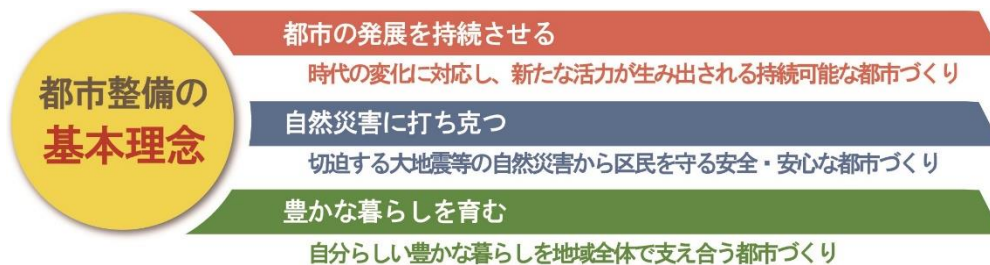 都市整備の
基本理念
都市の発展を持続させる
時代の変化に対応し、新たな活力が生み出される持続可能な都市づくり
自然災害に打ち克つ
切迫する大地震等の自然災害から区民を守る安全・安心な都市づくり
豊かな暮らしを育む
自分らしい豊かな暮らしを地域全体で支え合う都市づくり